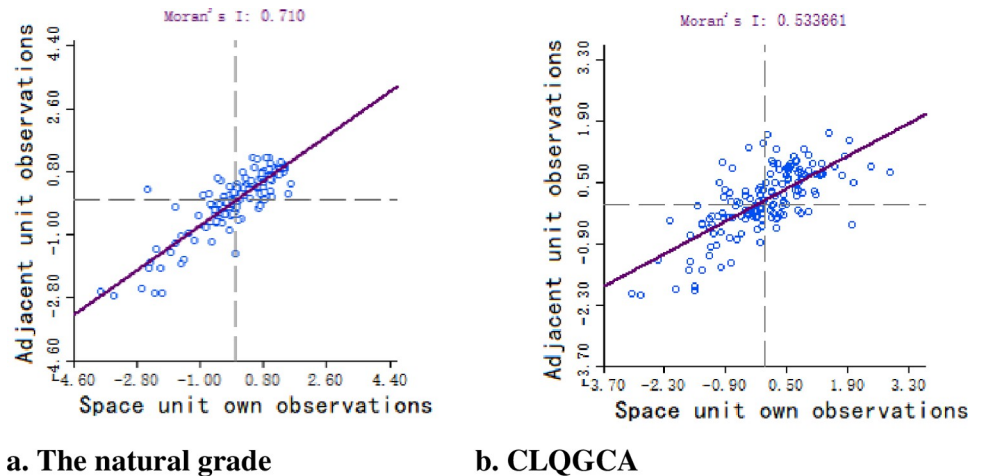 Moran's I: 0.710
Adjacent unit observations
4.40
2.60
0.80
-1.00
-2.80
-4.60
-4.60 -2.80 -1.00 0.80 2.60 4.40
Space unit own observations
a. The natural grade
Moran's I: 0.533661
Adjacent unit observations
3.30
1.90
0.50
-0.90
-2.30
-3.70
-3.70 -2.30 -0.90 0.50 1.90 3.30
Space unit own observations
b. CLQGCA